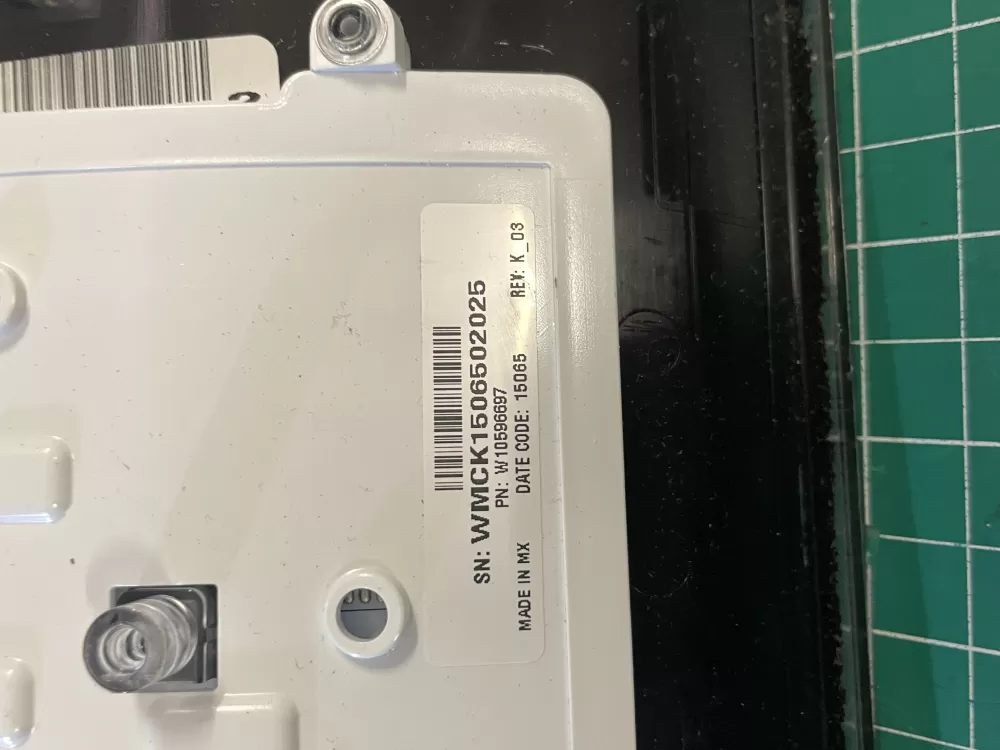 SN: WMCK1506502025
PN: W10596697
MADE IN MX DATE CODE: 15065 REV: K_03